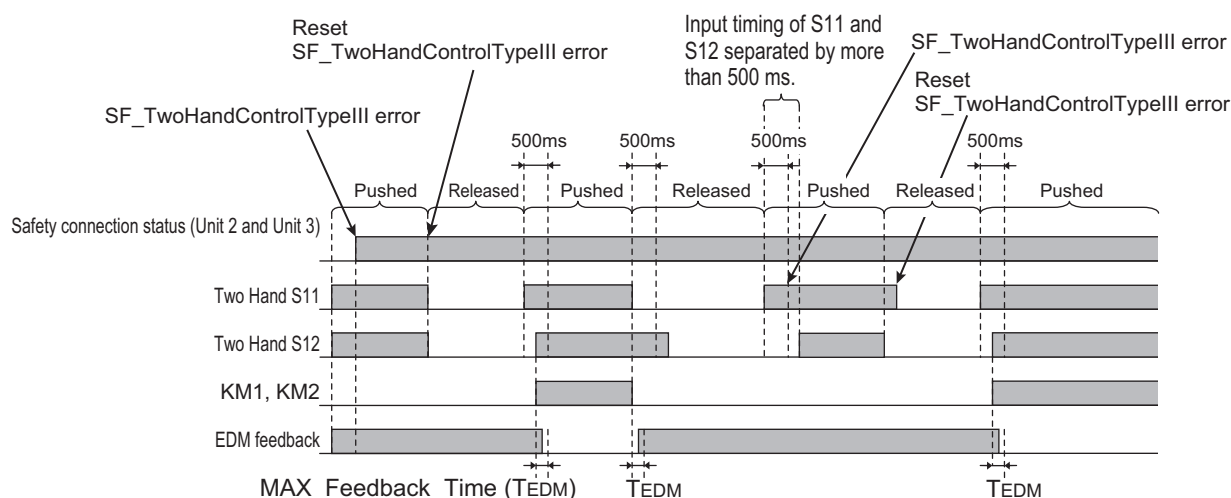 Reset
SF_TwoHandControlTypeIII error
SF_TwoHandControlTypeIII error
Input timing of S11 and
S12 separated by more
than 500 ms.
SF_TwoHandControlTypeIII error
Reset
SF_TwoHandControlTypeIII error
500ms 500ms 500ms 500ms
Pushed Released Pushed Released Pushed Released Pushed
Safety connection status (Unit 2 and Unit 3)
Two Hand S11
Two Hand S12
KM1, KM2
EDM feedback
MAX Feedback Time (TEDM) TEDM TEDM